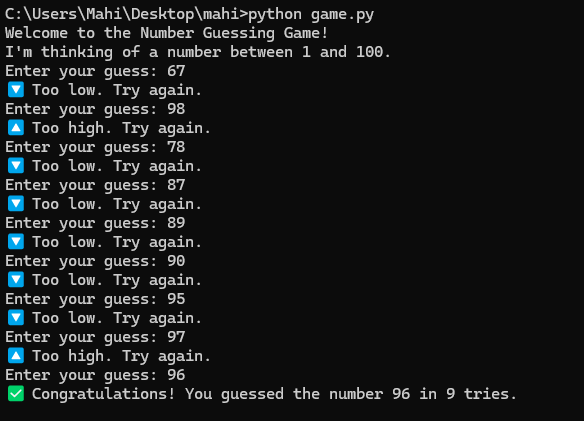 C:\Users\Mahi\Desktop\mahi>python game.py
Welcome to the Number Guessing Game!
I'm thinking of a number between 1 and 100.
Enter your guess: 67
🔽 Too low. Try again.
Enter your guess: 98
🔼 Too high. Try again.
Enter your guess: 78
🔽 Too low. Try again.
Enter your guess: 87
🔽 Too low. Try again.
Enter your guess: 89
🔽 Too low. Try again.
Enter your guess: 90
🔽 Too low. Try again.
Enter your guess: 95
🔽 Too low. Try again.
Enter your guess: 97
🔼 Too high. Try again.
Enter your guess: 96
✅ Congratulations! You guessed the number 96 in 9 tries.